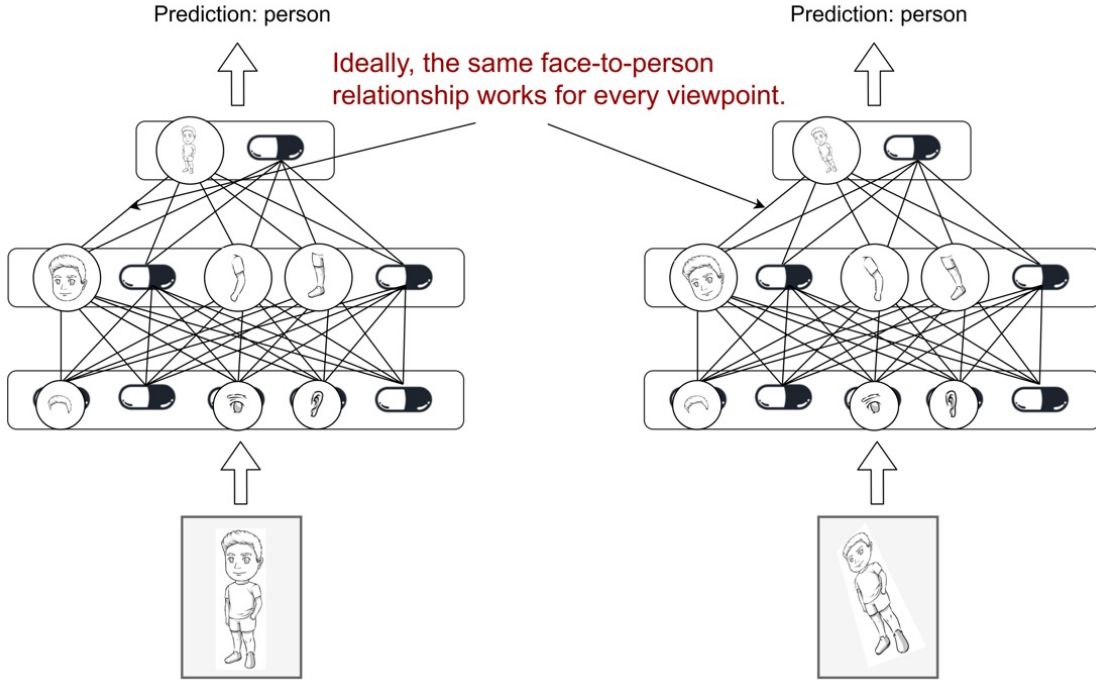 Prediction: person
Prediction: person
Ideally, the same face-to-person
relationship works for every viewpoint.